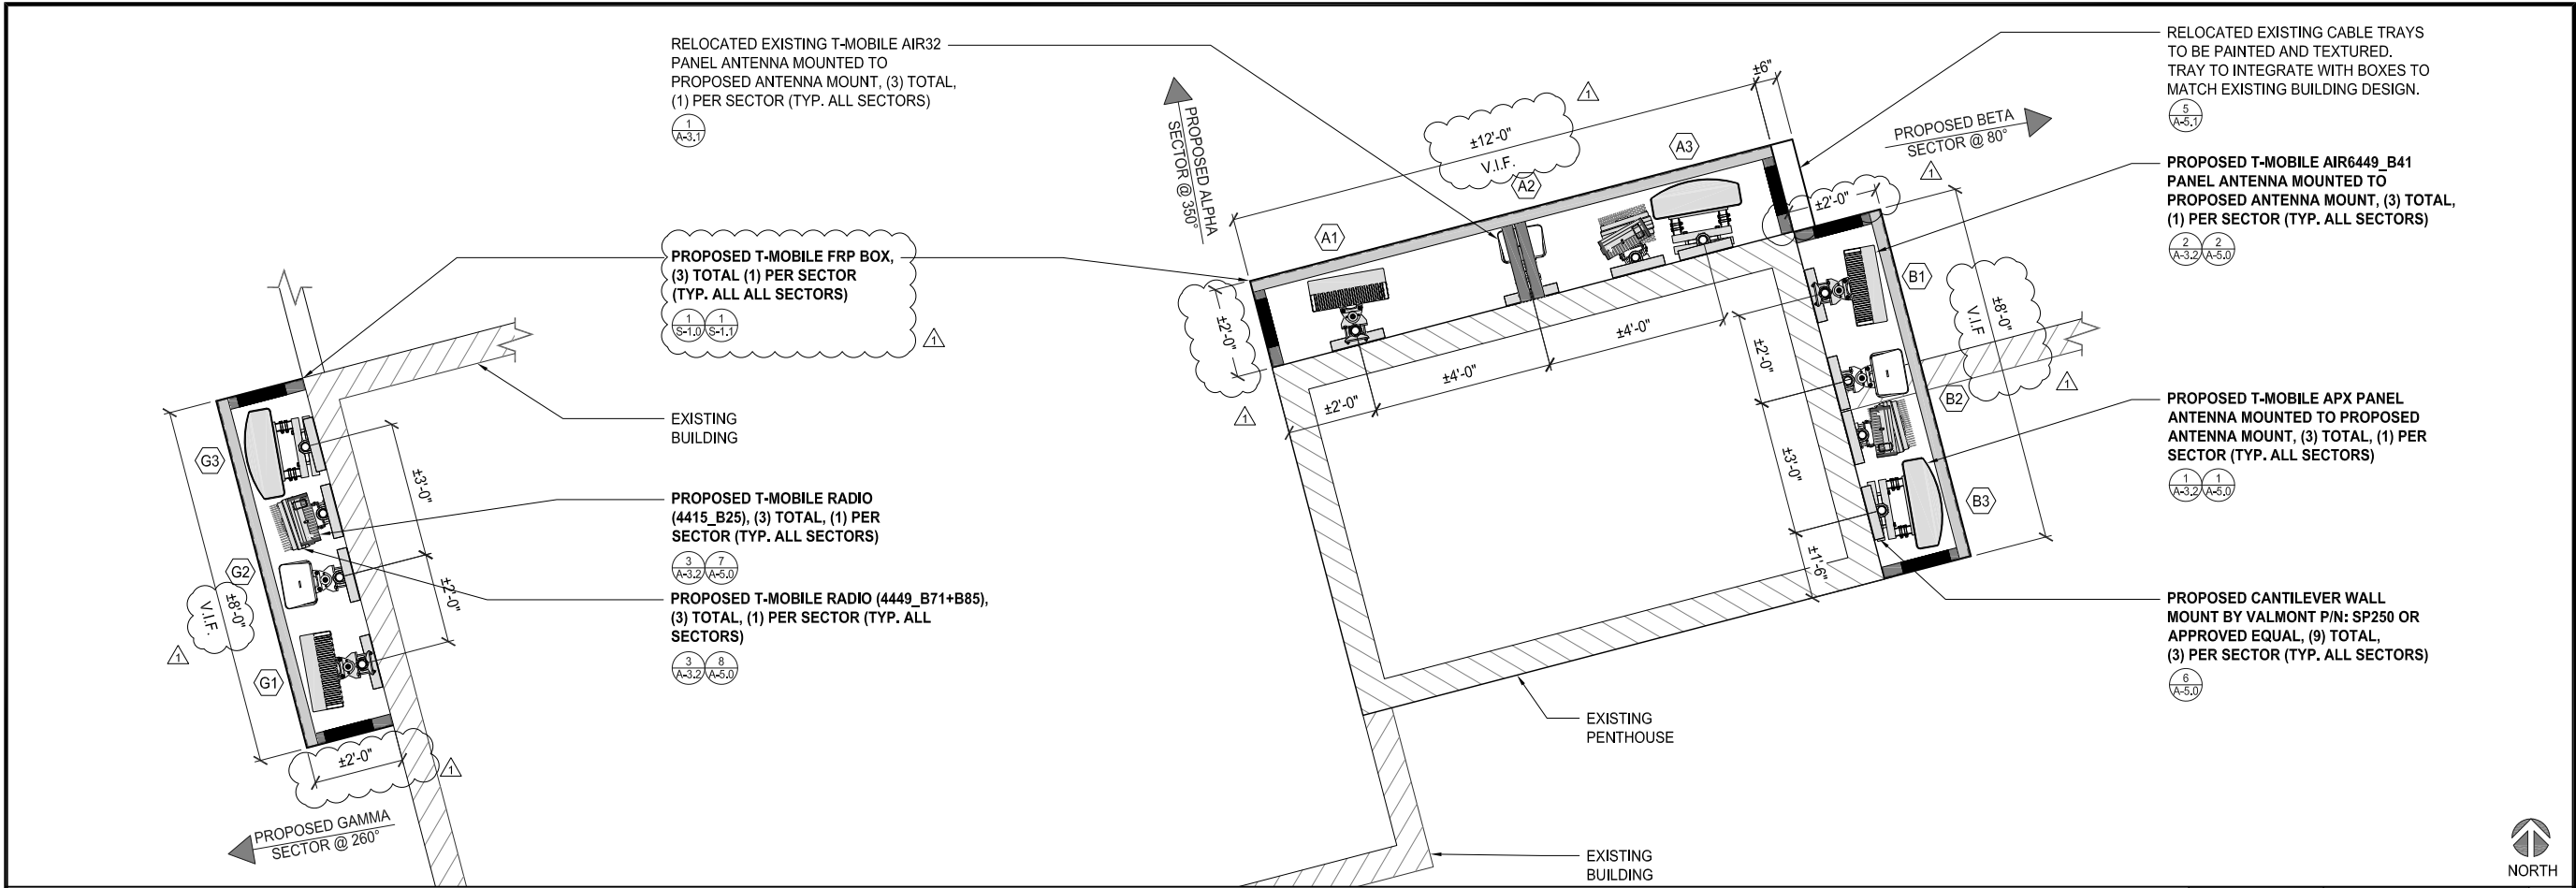 RELOCATED EXISTING T-MOBILE AIR32
PANEL ANTENNA MOUNTED TO
PROPOSED ANTENNA MOUNT, (3) TOTAL,
(1) PER SECTOR (TYP. ALL SECTORS)
1
A-3.1
PROPOSED T-MOBILE FRP BOX,
(3) TOTAL (1) PER SECTOR
(TYP. ALL ALL SECTORS)
1
S-1.0
1
S-1.1
1
EXISTING
BUILDING
PROPOSED T-MOBILE RADIO
(4415_B25), (3) TOTAL, (1) PER
SECTOR (TYP. ALL SECTORS)
3
A-3.2
7
A-5.0
PROPOSED T-MOBILE RADIO (4449_B71+B85),
(3) TOTAL, (1) PER SECTOR (TYP. ALL
SECTORS)
3
A-3.2
8
A-5.0
G3
G2
G1
±3'-0"
±2'-0"
±8'-0"
V.I.F.
1
±2'-0"
1
PROPOSED GAMMA
SECTOR @ 260°
PROPOSED ALPHA
SECTOR @ 350°
±12'-0"
V.I.F.
1
±6"
A1
A2
A3
±2'-0"
1
±2'-0"
±4'-0"
±4'-0"
PROPOSED BETA
SECTOR @ 80°
1
±2'-0"
B1
B2
B3
±8'-0"
V.I.F
1
±2'-0"
±3'-0"
±1'-6"
EXISTING
PENTHOUSE
EXISTING
BUILDING
RELOCATED EXISTING CABLE TRAYS
TO BE PAINTED AND TEXTURED.
TRAY TO INTEGRATE WITH BOXES TO
MATCH EXISTING BUILDING DESIGN.
5
A-5.1
PROPOSED T-MOBILE AIR6449_B41
PANEL ANTENNA MOUNTED TO
PROPOSED ANTENNA MOUNT, (3) TOTAL,
(1) PER SECTOR (TYP. ALL SECTORS)
2
A-3.2
2
A-5.0
PROPOSED T-MOBILE APX PANEL
ANTENNA MOUNTED TO PROPOSED
ANTENNA MOUNT, (3) TOTAL, (1) PER
SECTOR (TYP. ALL SECTORS)
1
A-3.2
1
A-5.0
PROPOSED CANTILEVER WALL
MOUNT BY VALMONT P/N: SP250 OR
APPROVED EQUAL, (9) TOTAL,
(3) PER SECTOR (TYP. ALL SECTORS)
6
A-5.0
NORTH